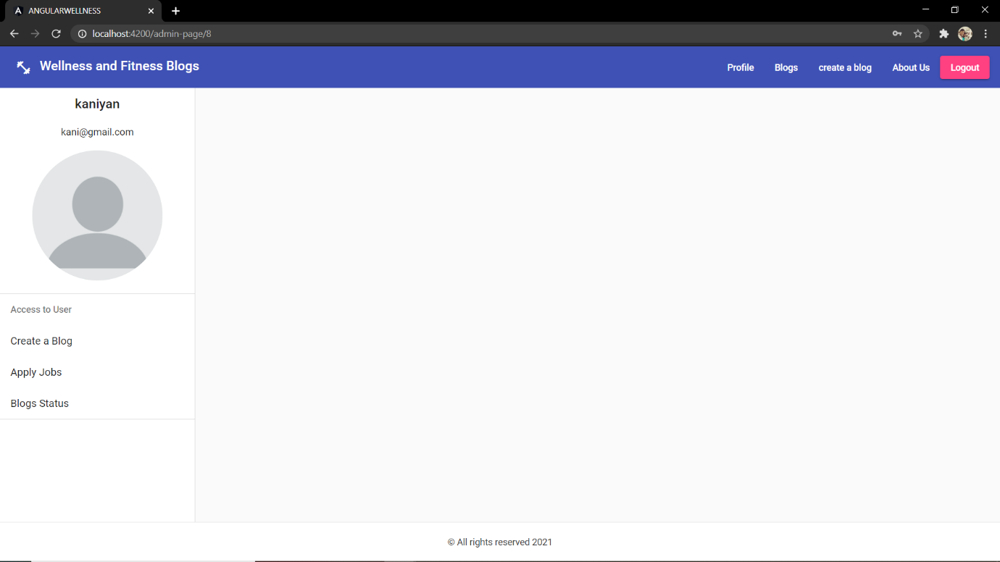 ANGULARWELLNESS
localhost:4200/admin-page/8
Wellness and Fitness Blogs
Profile
Blogs
create a blog
About Us
Logout
kaniyan
kani@gmail.com
Access to User
Create a Blog
Apply Jobs
Blogs Status
© All rights reserved 2021